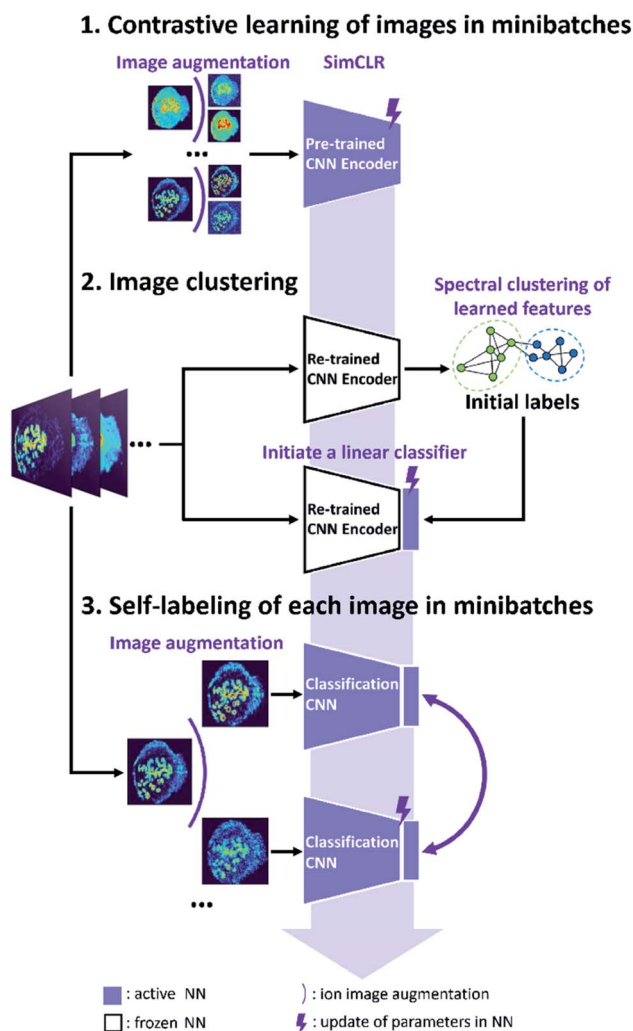 1. Contrastive learning of images in minibatches
Image augmentation
SimCLR
Pre-trained
CNN Encoder
...
2. Image clustering
Spectral clustering of
learned features
Re-trained
CNN Encoder
Initial labels
...
Initiate a linear classifier
Re-trained
CNN Encoder
3. Self-labeling of each image in minibatches
Image augmentation
Classification
CNN
Classification
CNN
...
: active NN
: ion image augmentation
: frozen NN
: update of parameters in NN